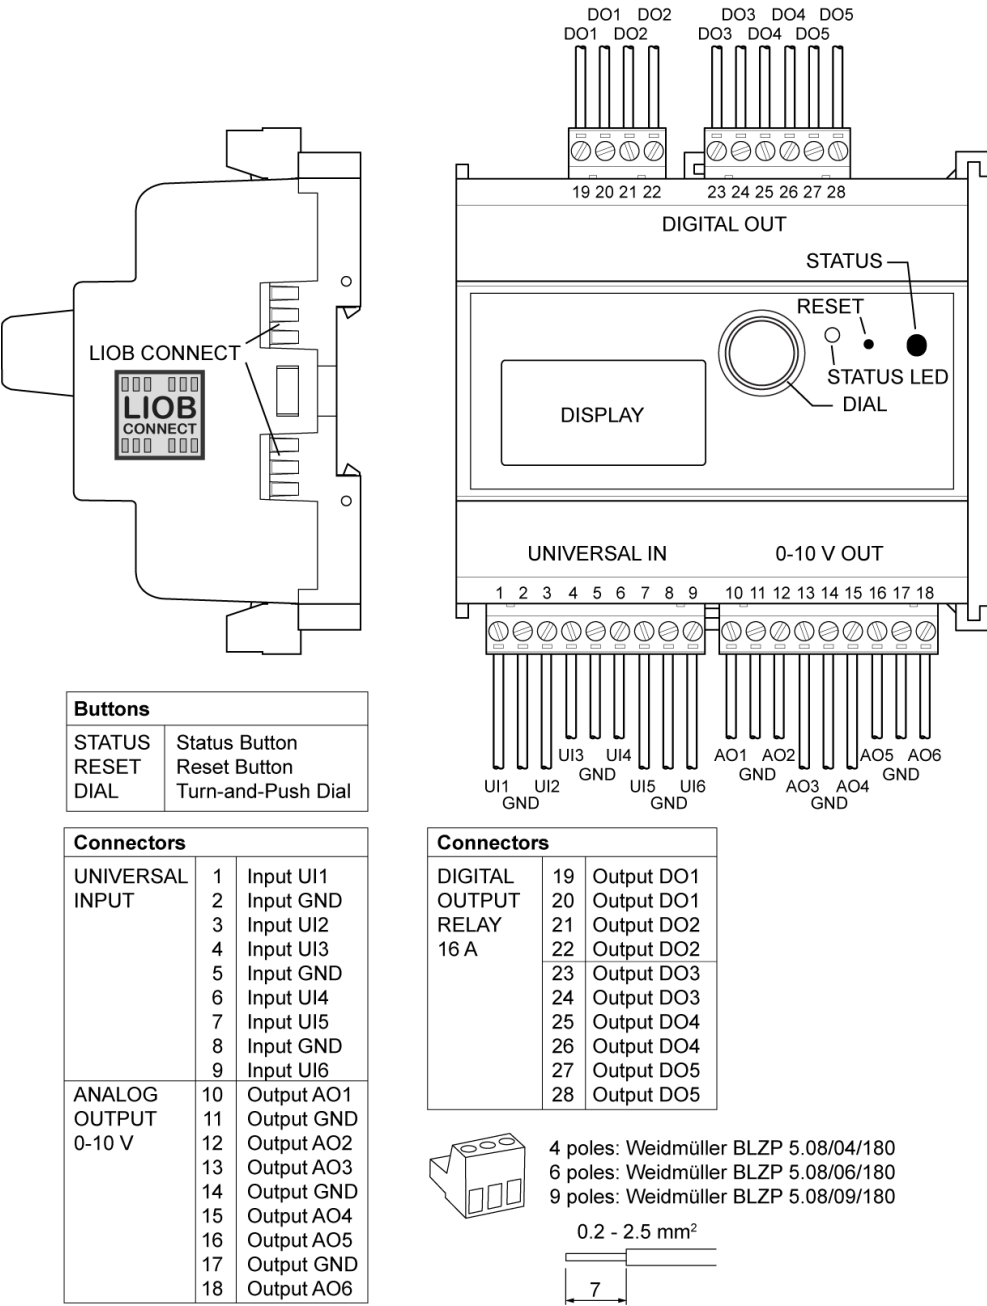 DO1 DO2 DO3 DO4 DO5
DO1 DO2 DO3 DO4 DO5
19 20 21 22 23 24 25 26 27 28
DIGITAL OUT
STATUS
RESET
STATUS LED
DIAL
DISPLAY
LIOB CONNECT
LIOB
CONNECT
UNIVERSAL IN 0-10 V OUT
1 2 3 4 5 6 7 8 9 10 11 12 13 14 15 16 17 18
UI3 UI4 AO1 AO2 AO5 AO6
GND GND GND
UI1 UI2 UI5 UI6 AO3 AO4
GND GND GND
Buttons
STATUS Status Button
RESET Reset Button
DIAL Turn-and-Push Dial
Connectors
UNIVERSAL 1 Input UI1
INPUT 2 Input GND
3 Input UI2
4 Input UI3
5 Input GND
6 Input UI4
7 Input UI5
8 Input GND
9 Input UI6
ANALOG 10 Output AO1
OUTPUT 11 Output GND
0-10 V 12 Output AO2
13 Output AO3
14 Output GND
15 Output AO4
16 Output AO5
17 Output GND
18 Output AO6
Connectors
DIGITAL 19 Output DO1
OUTPUT 20 Output DO1
RELAY 21 Output DO2
16 A 22 Output DO2
23 Output DO3
24 Output DO3
25 Output DO4
26 Output DO4
27 Output DO5
28 Output DO5
4 poles: Weidmüller BLZP 5.08/04/180
6 poles: Weidmüller BLZP 5.08/06/180
9 poles: Weidmüller BLZP 5.08/09/180
0.2 - 2.5 mm²
7